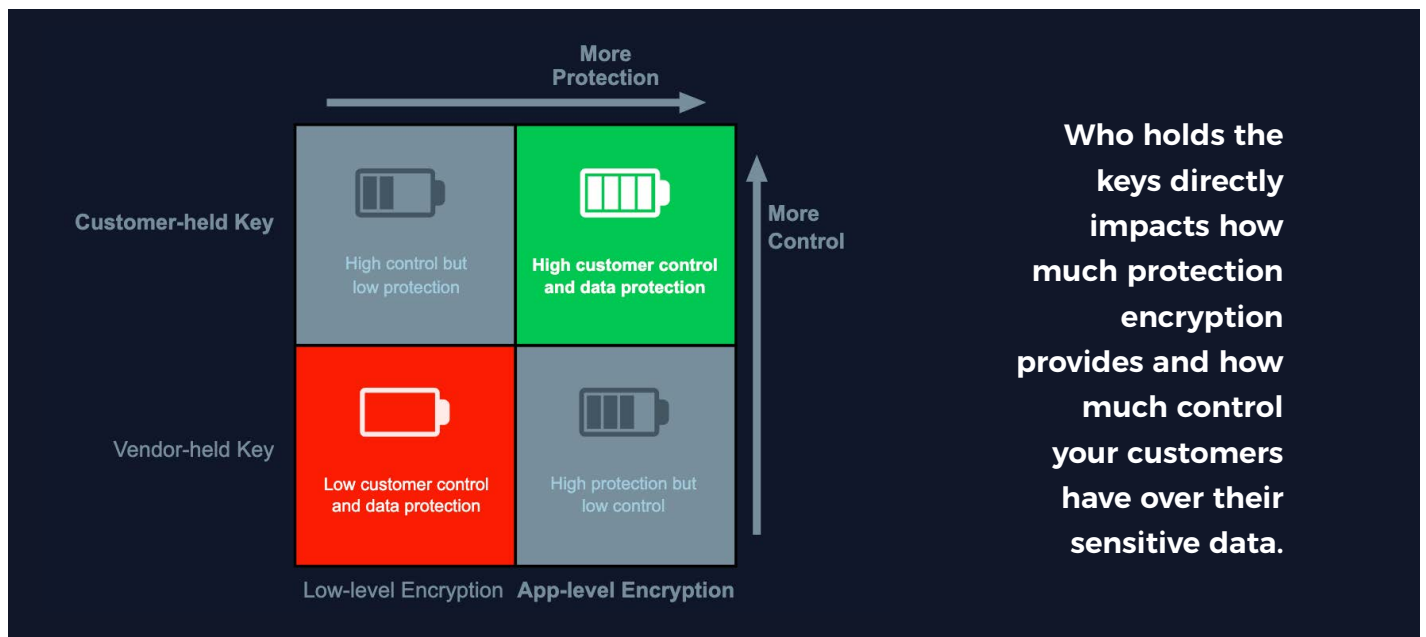 More
Protection
Customer-held Key
High control but
low protection
High customer control
and data protection
More
Control
Vendor-held Key
Low customer control
and data protection
High protection but
low control
Low-level Encryption
App-level Encryption
Who holds the
keys directly
impacts how
much protection
encryption
provides and how
much control
your customers
have over their
sensitive data.